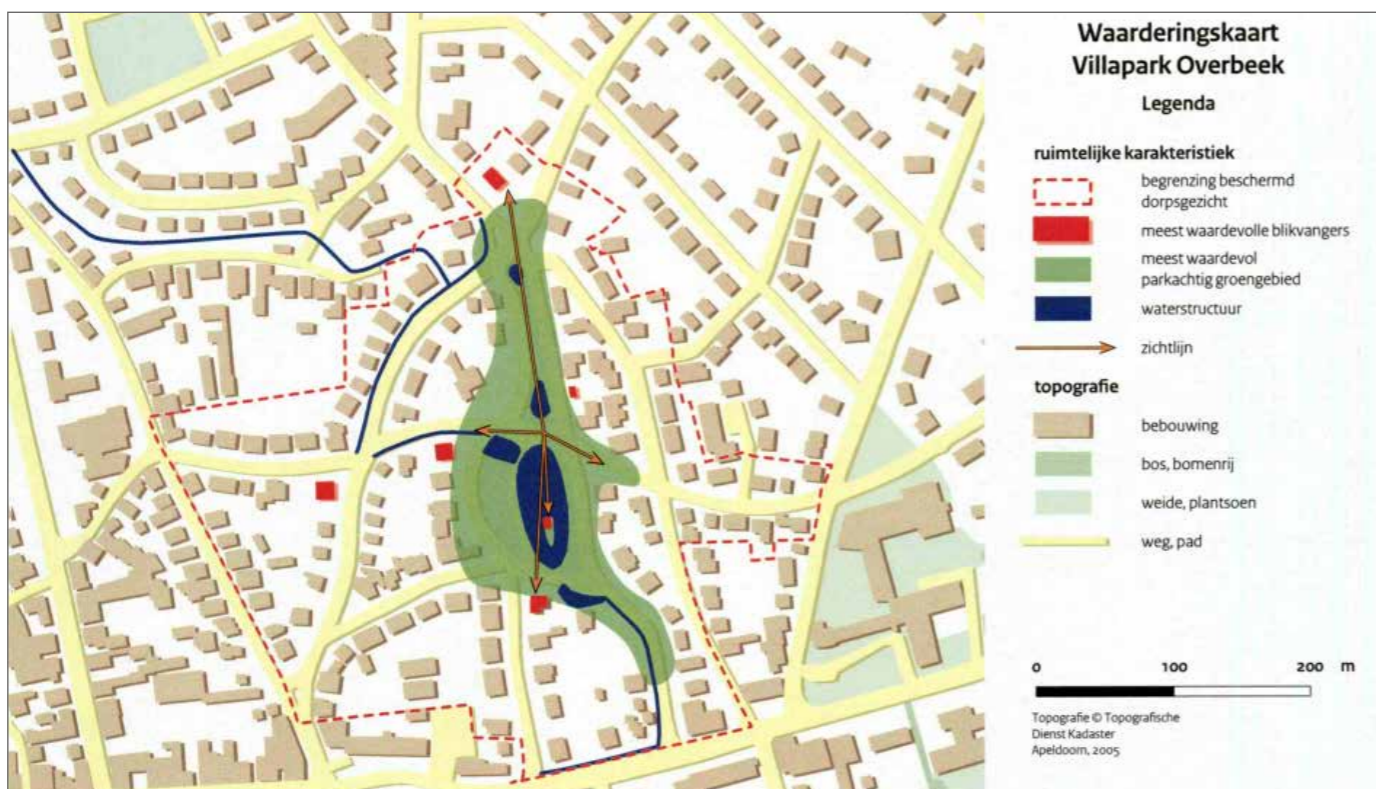 Waarderingskaart
Villapark Overbeek
Legenda
ruimtelijke karakteristiek
begrenzing beschermd
dorpsgezicht
meest waardevolle blikvangers
meest waardevol
parkachtig groengebied
waterstructuur
zichtlijn
topografie
bebouwing
bos, bomenrij
weide, plantsoen
weg, pad
0 100 200 m
Topografie © Topografische
Dienst Kadaster
Apeldoorn, 2005